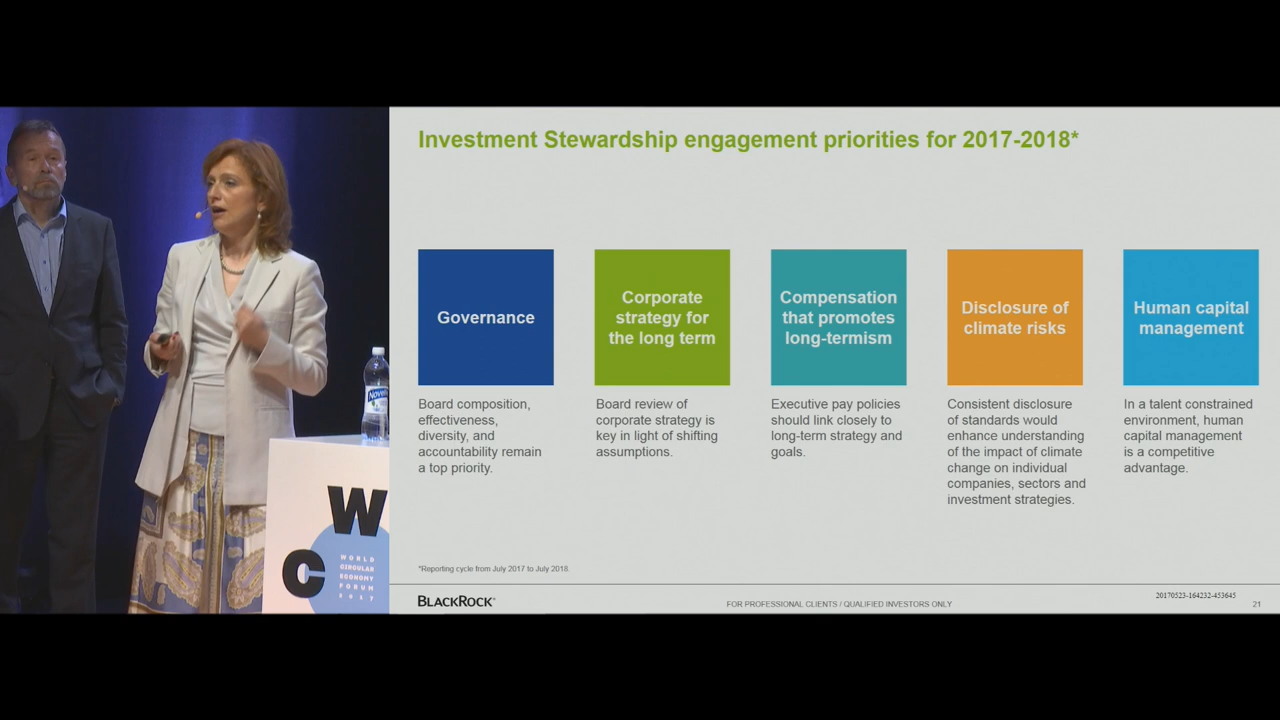 Investment Stewardship engagement priorities for 2017-2018*
Governance
Corporate
strategy for
the long term
Compensation
that promotes
long-termism
Disclosure of
climate risks
Human capital
management
Board composition,
effectiveness,
diversity, and
accountability remain
a top priority.
Board review of
corporate strategy is
key in light of shifting
assumptions.
Executive pay policies
should link closely to
long-term strategy and
goals.
Consistent disclosure
of standards would
enhance understanding
of the impact of climate
change on individual
companies, sectors and
investment strategies.
In a talent constrained
environment, human
capital management
is a competitive
advantage.
*Reporting cycle from July 2017 to July 2018.
BLACKROCK®
FOR PROFESSIONAL CLIENTS / QUALIFIED INVESTORS ONLY
20170523-164232-453645
21
W
C
WORLD
CIRCULAR
ECONOMY
FORUM
2017